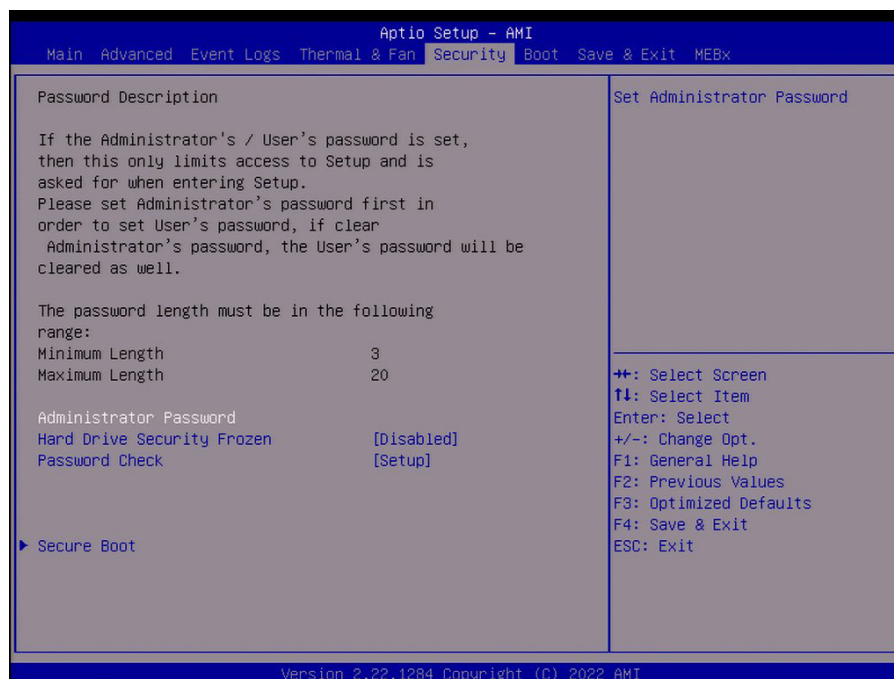 Aptio Setup – AMI
Main Advanced Event Logs Thermal & Fan Security Boot Save & Exit MEBx
Password Description
If the Administrator's / User's password is set,
then this only limits access to Setup and is
asked for when entering Setup.
Please set Administrator's password first in
order to set User's password, if clear
Administrator's password, the User's password will be
cleared as well.
The password length must be in the following
range:
Minimum Length 3
Maximum Length 20
Administrator Password
Hard Drive Security Frozen [Disabled]
Password Check [Setup]
Secure Boot
Set Administrator Password
→←: Select Screen
↑↓: Select Item
Enter: Select
+/-: Change Opt.
F1: General Help
F2: Previous Values
F3: Optimized Defaults
F4: Save & Exit
ESC: Exit
Version 2.22.1284 Copyright (C) 2022 AMI